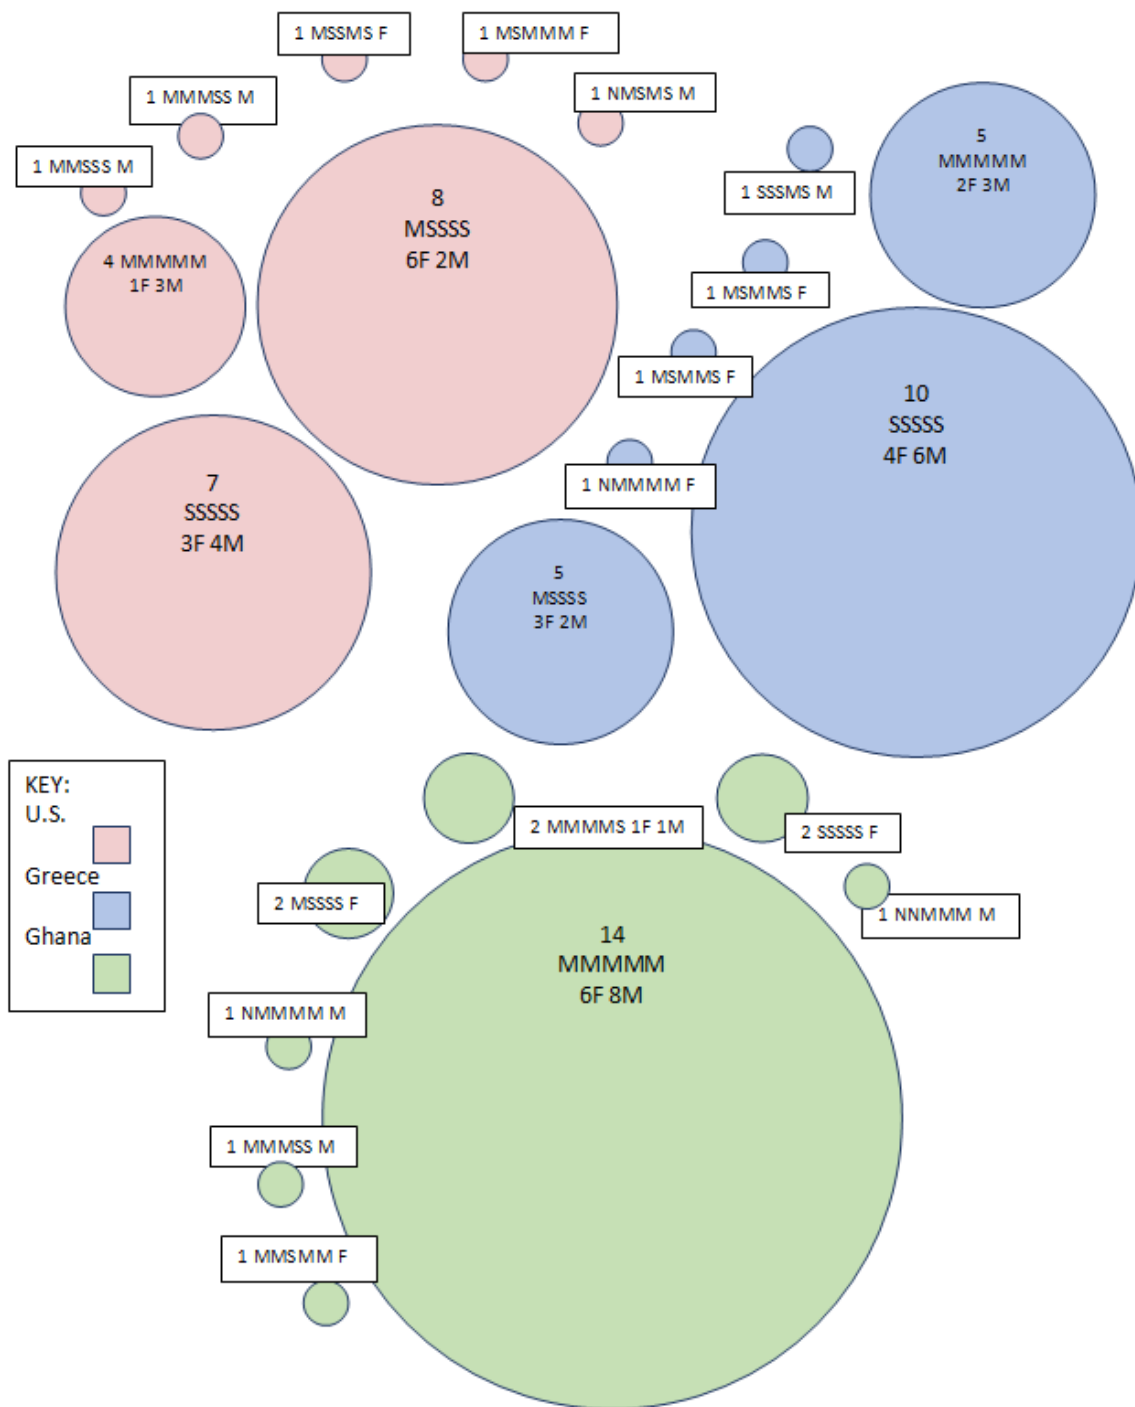 1 MSSMS F
1 MSMMM F
1 MMMSS M
1 NMSMS M
1 MMSSS M
8
MSSSS
6F 2M
5
MMMMM
2F 3M
1 SSSMS M
4 MMMMM
1F 3M
1 MSMMS F
1 MSMMS F
10
SSSSS
4F 6M
7
SSSSS
3F 4M
1 NMMMM F
5
MSSSS
3F 2M
KEY:
U.S.
Greece
Ghana
2 MMMMS 1F 1M
2 SSSSS F
2 MSSSS F
1 NNMMM M
14
MMMMM
6F 8M
1 NMMMM M
1 MMMSS M
1 MMSMM F